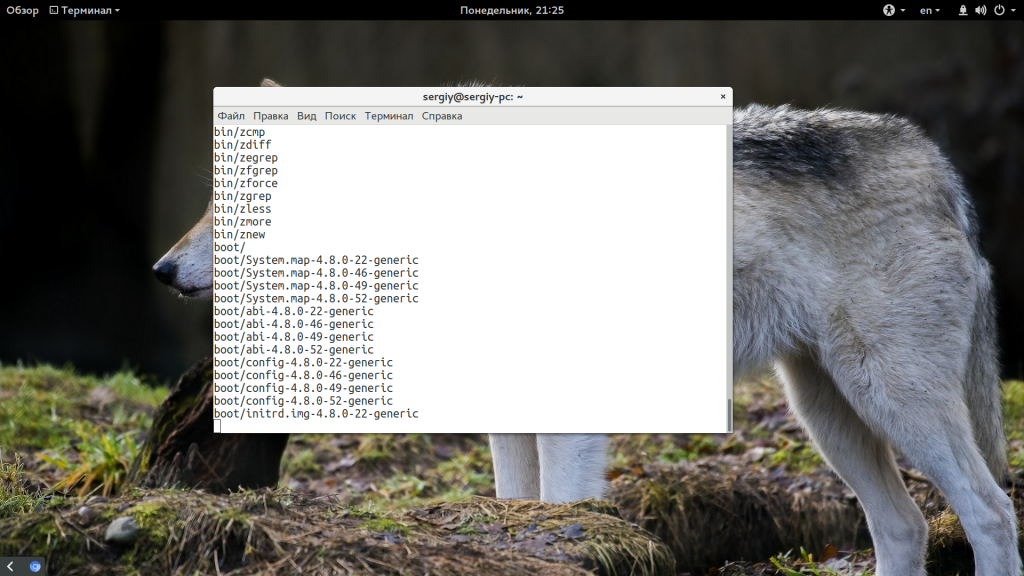 Обзор Терминал Понедельник, 21:25 en
sergiy@sergiy-pc: ~
Файл Правка Вид Поиск Терминал Справка
bin/zcmp
bin/zdiff
bin/zegrep
bin/zfgrep
bin/zforce
bin/zgrep
bin/zless
bin/zmore
bin/znew
boot/
boot/System.map-4.8.0-22-generic
boot/System.map-4.8.0-46-generic
boot/System.map-4.8.0-49-generic
boot/System.map-4.8.0-52-generic
boot/abi-4.8.0-22-generic
boot/abi-4.8.0-46-generic
boot/abi-4.8.0-49-generic
boot/abi-4.8.0-52-generic
boot/config-4.8.0-22-generic
boot/config-4.8.0-46-generic
boot/config-4.8.0-49-generic
boot/config-4.8.0-52-generic
boot/initrd.img-4.8.0-22-generic